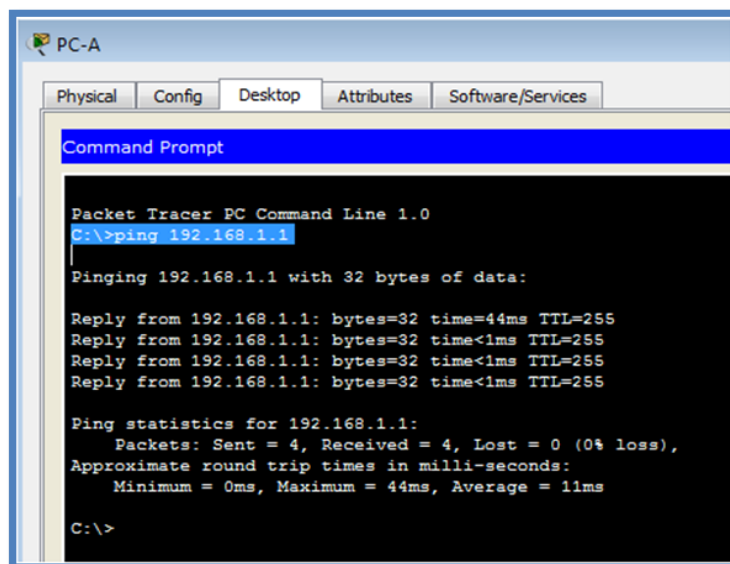 PC-A
Physical Config Desktop Attributes Software/Services
Command Prompt
Packet Tracer PC Command Line 1.0
C:\>ping 192.168.1.1
Pinging 192.168.1.1 with 32 bytes of data:
Reply from 192.168.1.1: bytes=32 time=44ms TTL=255
Reply from 192.168.1.1: bytes=32 time<1ms TTL=255
Reply from 192.168.1.1: bytes=32 time<1ms TTL=255
Reply from 192.168.1.1: bytes=32 time<1ms TTL=255
Ping statistics for 192.168.1.1:
Packets: Sent = 4, Received = 4, Lost = 0 (0% loss),
Approximate round trip times in milli-seconds:
Minimum = 0ms, Maximum = 44ms, Average = 11ms
C:\>